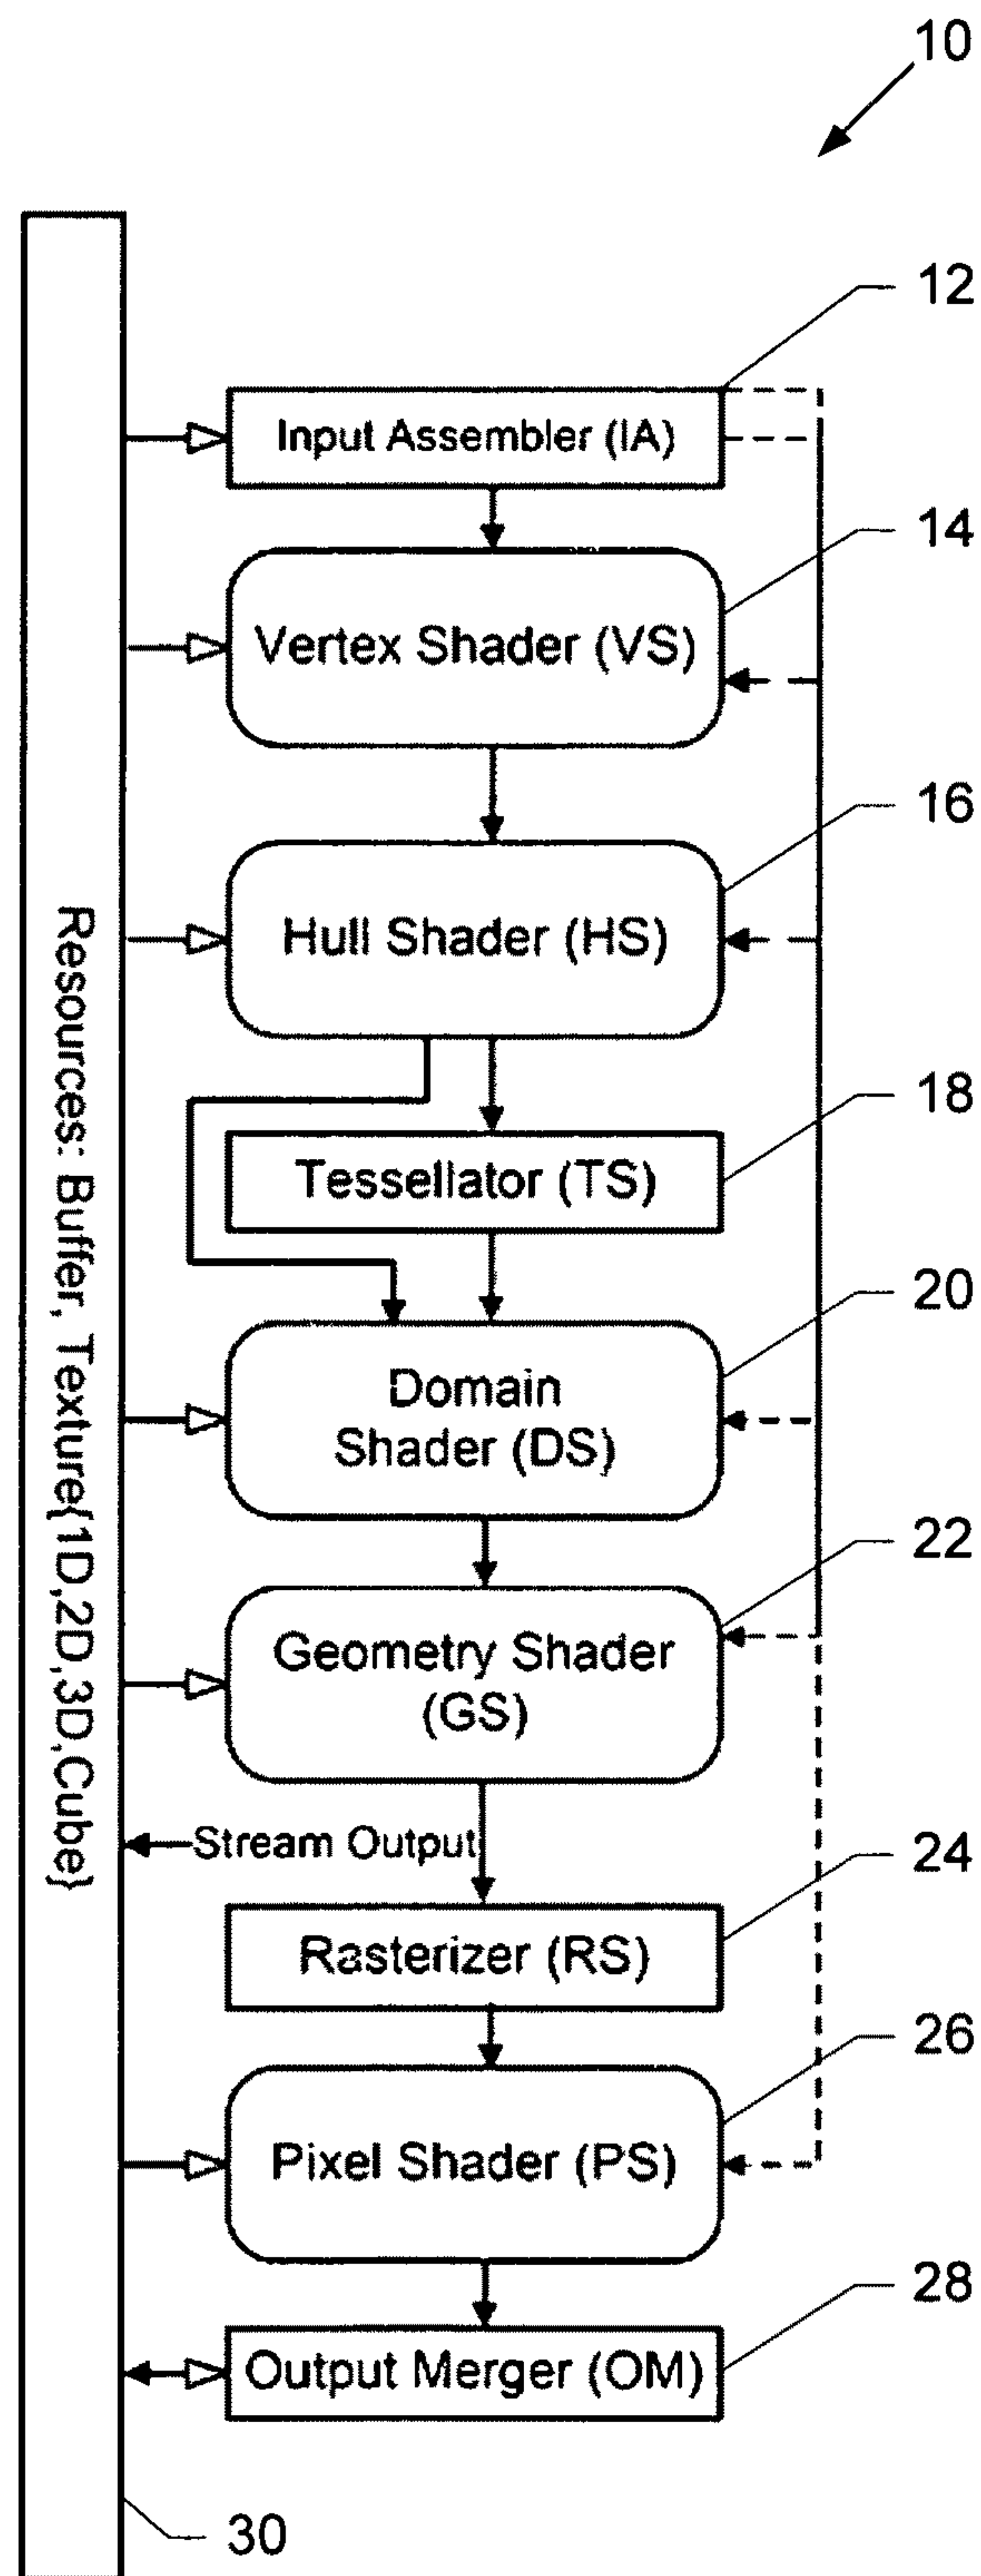 10
12
Input Assembler (IA)
14
Vertex Shader (VS)
16
Hull Shader (HS)
18
Tessellator (TS)
20
Domain
Shader (DS)
22
Geometry Shader
(GS)
Stream Output
24
Rasterizer (RS)
26
Pixel Shader (PS)
28
Output Merger (OM)
30
Resources: Buffer, Texture{1D,2D,3D,Cube}